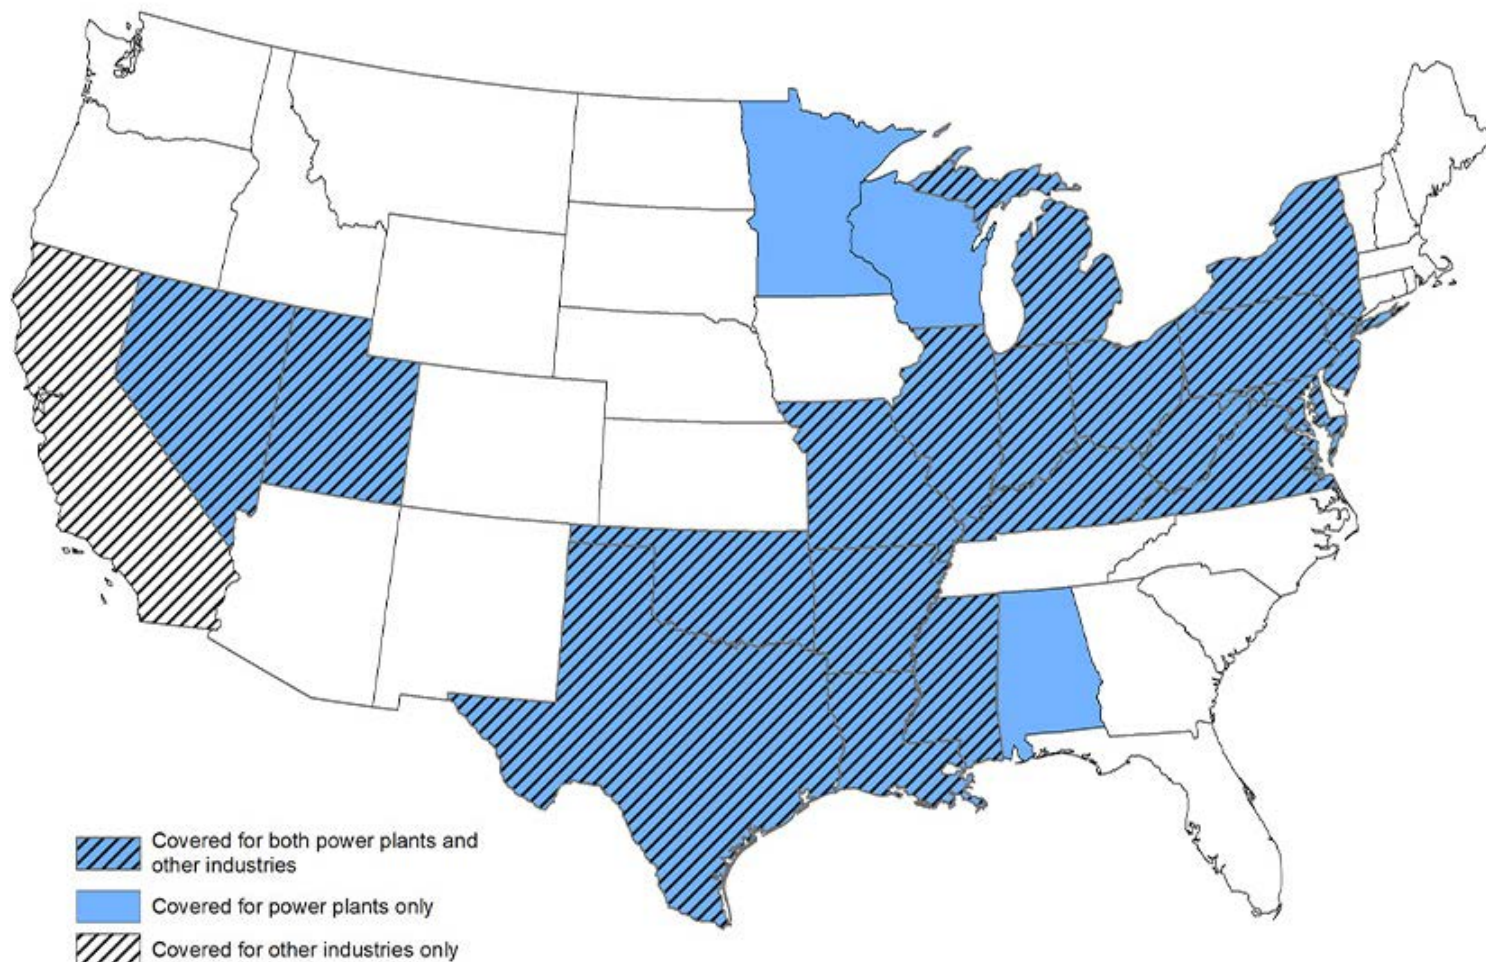 Covered for both power plants and
other industries
Covered for power plants only
Covered for other industries only